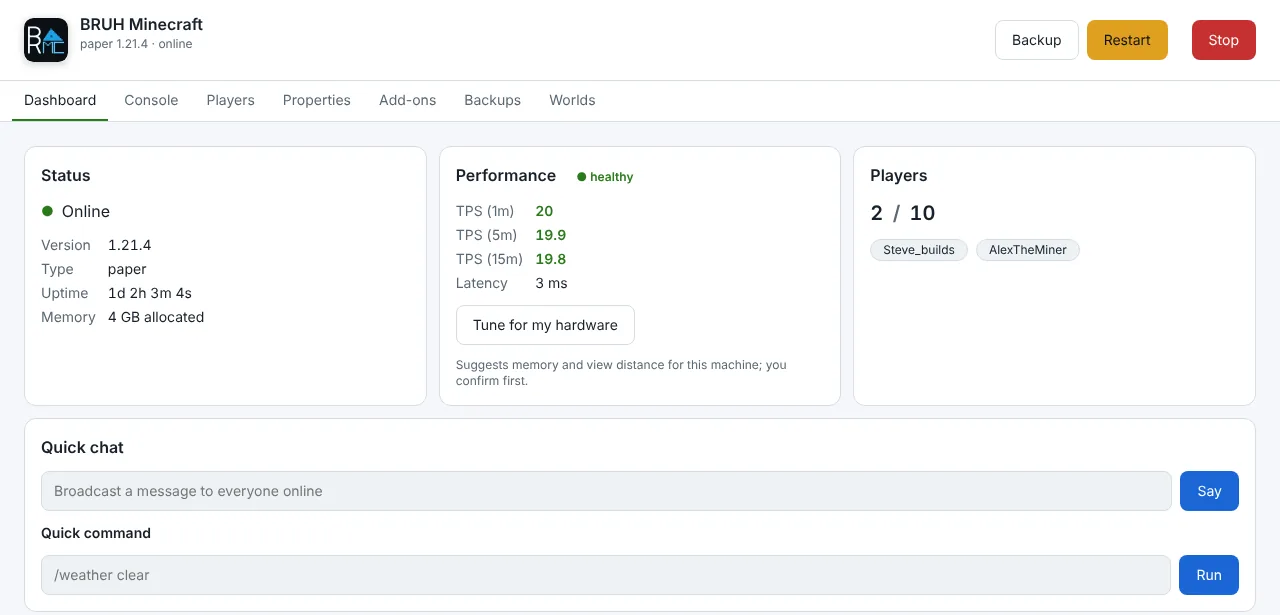 RMC
BRUH Minecraft
paper 1.21.4 · online
Backup
Restart
Stop
Dashboard
Console
Players
Properties
Add-ons
Backups
Worlds
Status
Online
Version 1.21.4
Type paper
Uptime 1d 2h 3m 4s
Memory 4 GB allocated
Performance healthy
TPS (1m) 20
TPS (5m) 19.9
TPS (15m) 19.8
Latency 3 ms
Tune for my hardware
Suggests memory and view distance for this machine; you
confirm first.
Players
2 / 10
Steve_builds
AlexTheMiner
Quick chat
Broadcast a message to everyone online
Say
Quick command
/weather clear
Run